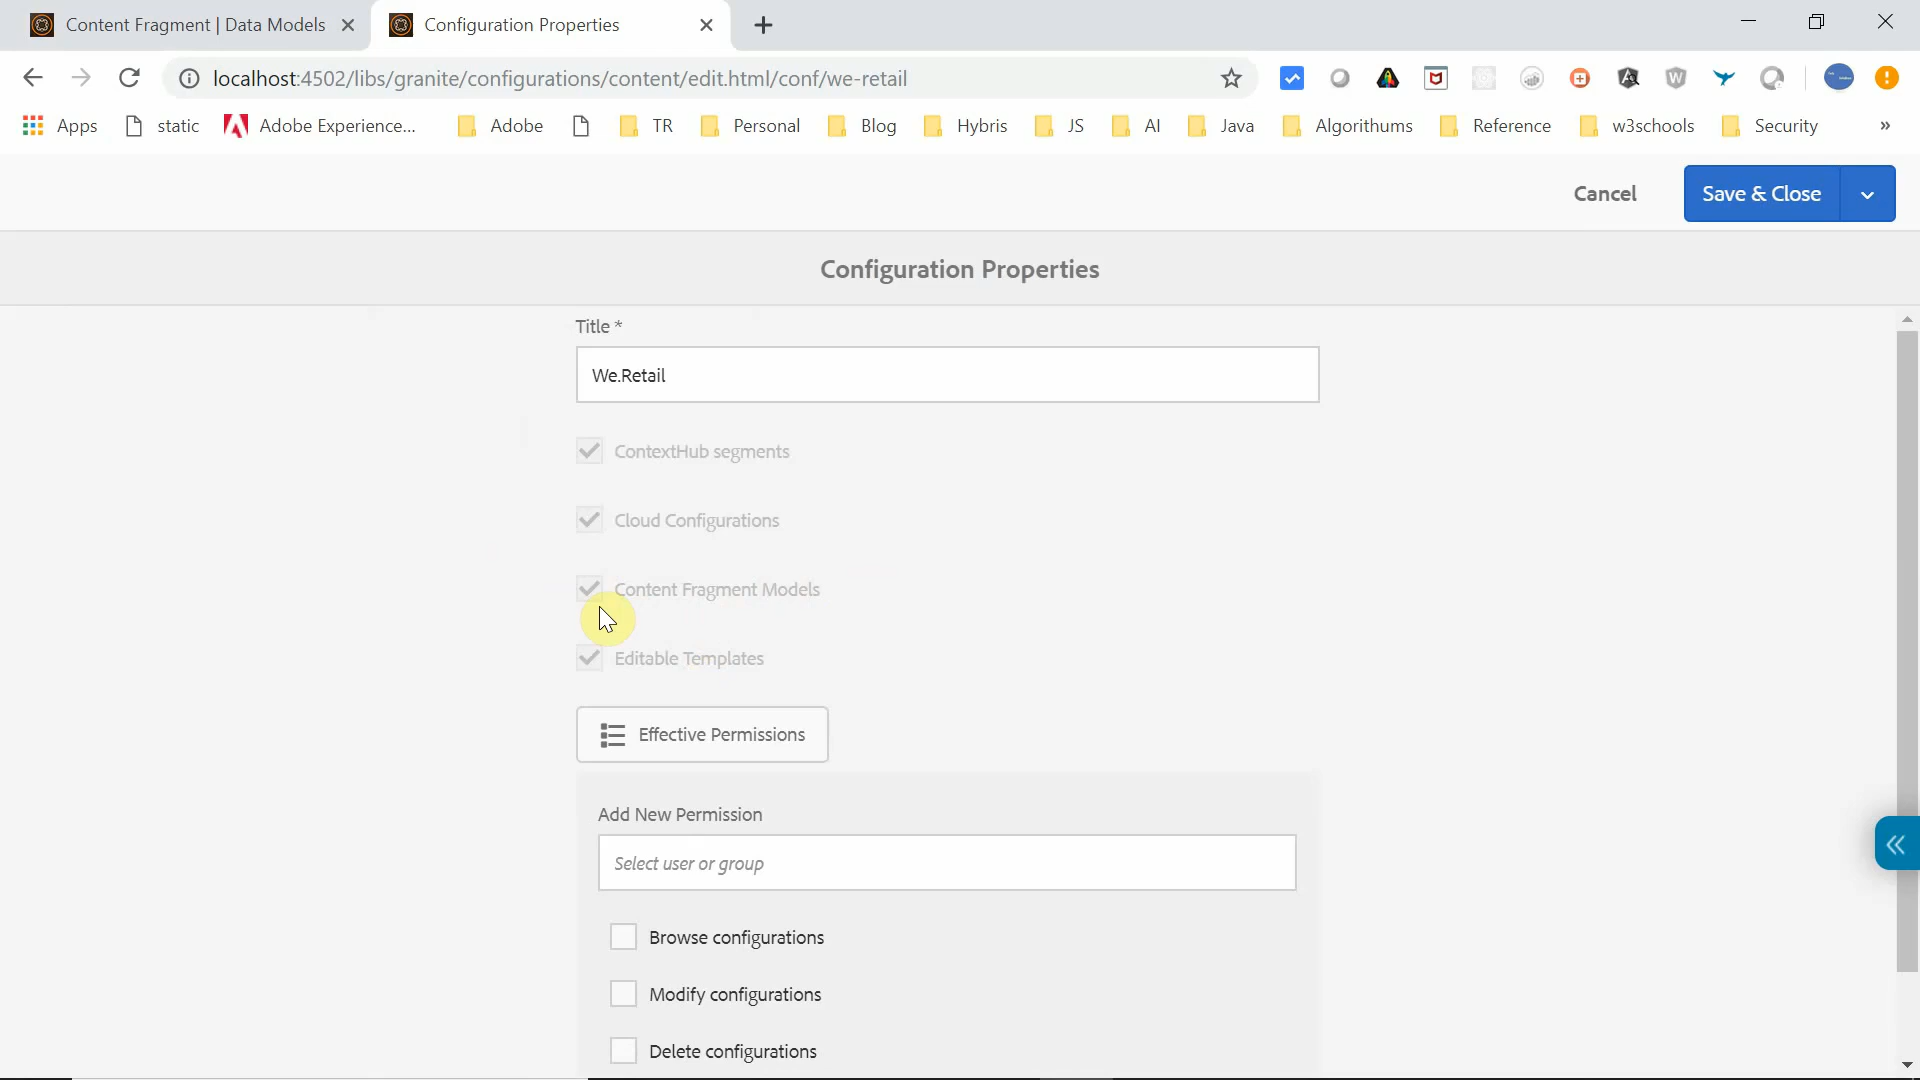 Content Fragment | Data Models
Configuration Properties
localhost:4502/libs/granite/configurations/content/edit.html/conf/we-retail
Apps static Adobe Experience... Adobe TR Personal Blog Hybris JS AI Java Algorithums Reference w3schools Security »
Cancel Save & Close
Configuration Properties
Title *
We.Retail
ContextHub segments
Cloud Configurations
Content Fragment Models
Editable Templates
Effective Permissions
Add New Permission
Select user or group
Browse configurations
Modify configurations
Delete configurations